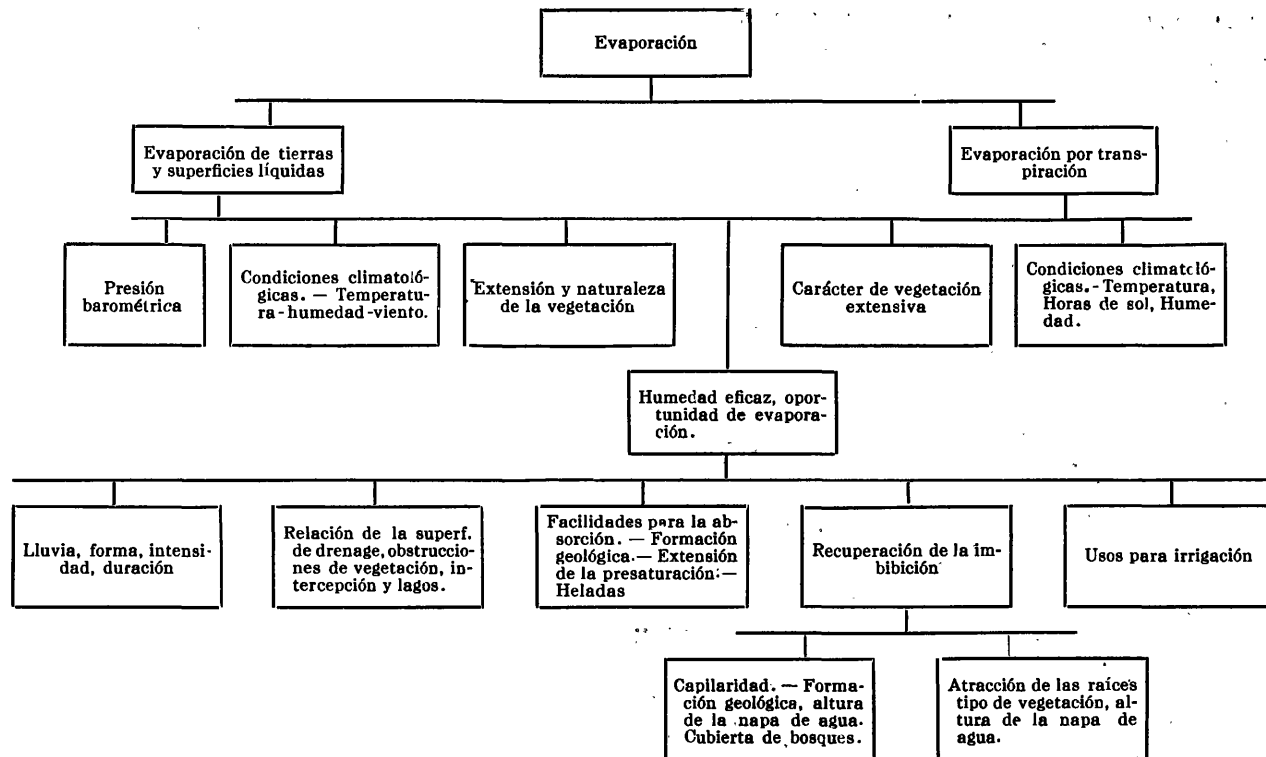 Evaporación
Evaporación de tierras
y superficies líquidas
Evaporación por trans-
piración
Presión
barométrica
Condiciones climatoló-
gicas. — Temperatu-
ra-humedad-viento.
Extensión y naturaleza
de la vegetación
Carácter de vegetación
extensiva
Condiciones climatoló-
gicas.-Temperatura,
Horas de sol, Hume-
dad.
Humedad eficaz, opor-
tunidad de evapora-
ción.
Lluvia, forma, intensi-
dad, duración
Relación de la superf.
de drenage, obstruccio-
nes de vegetación, in-
tercepción y lagos.
Facilidades para la ab-
sorción. — Formación
geológica.— Extensión
de la presaturación:—
Heladas
Recuperación de la im-
bibición
Usos para irrigación
Capilaridad. — Forma-
ción geológica, altura
de la napa de agua.
Cubierta de bosques.
Atracción de las raíces
tipo de vegetación, al-
tura de la napa de
agua.